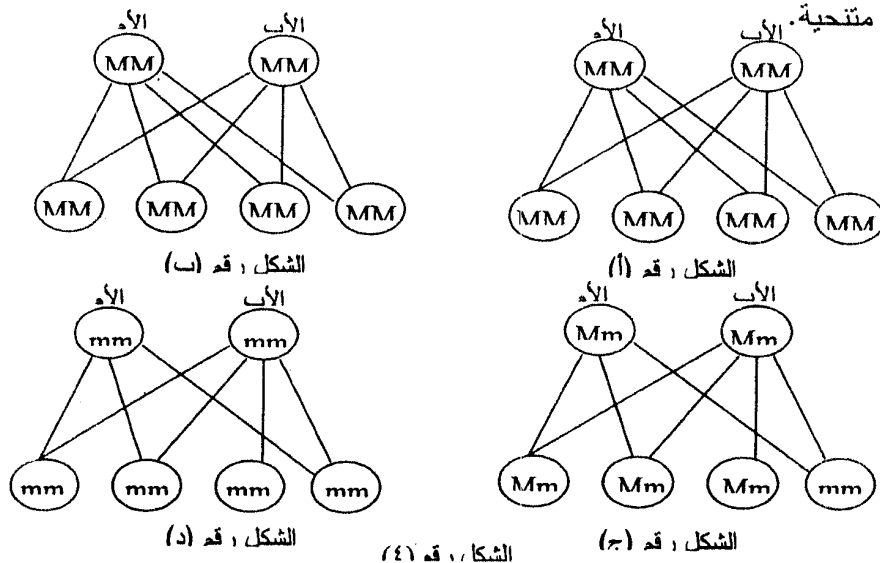 متنحية.
الأب الأم
MM MM
MM MM MM MM
الشكل رقم (أ)
الأب الأم
MM MM
MM MM MM MM
الشكل رقم (ب)
الأب الأم
Mm Mm
Mm Mm Mm mm
الشكل رقم (ج)
الأب الأم
mm mm
mm mm mm mm
الشكل رقم (د)
الشكل رقم (٤)